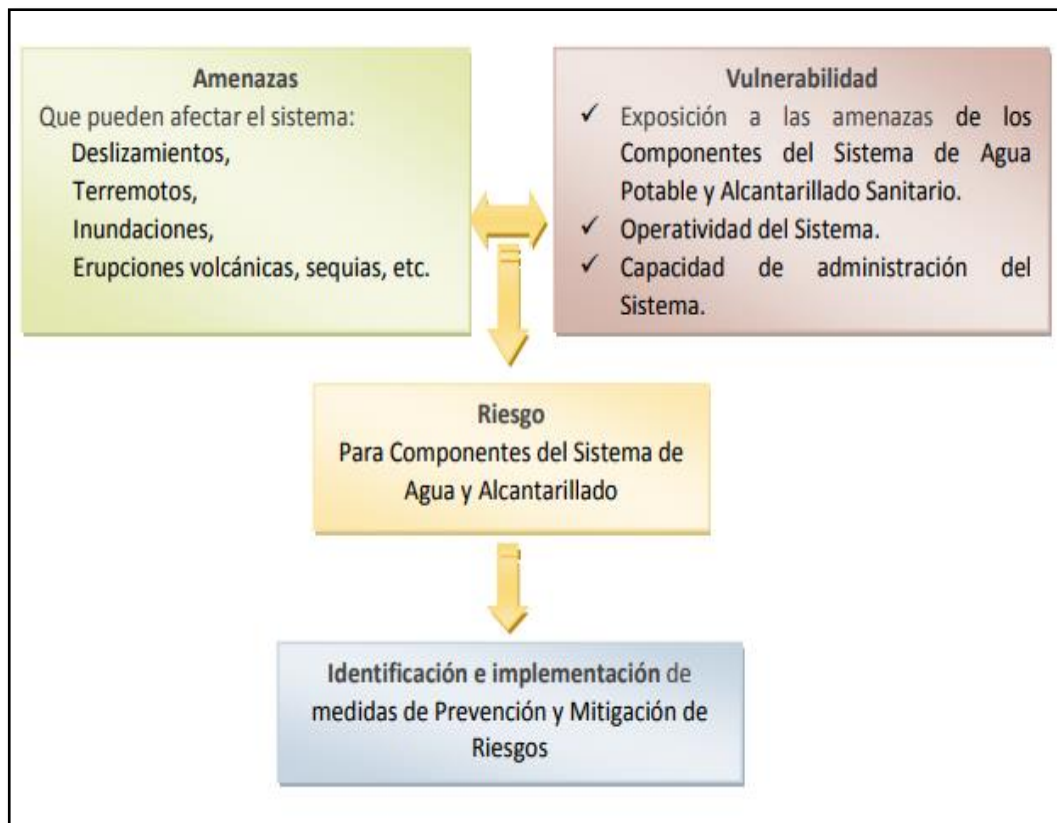 Amenazas
Que pueden afectar el sistema:
Deslizamientos,
Terremotos,
Inundaciones,
Erupciones volcánicas, sequias, etc.
Vulnerabilidad
✓ Exposición a las amenazas de los
Componentes del Sistema de Agua
Potable y Alcantarillado Sanitario.
✓ Operatividad del Sistema.
✓ Capacidad de administración del
Sistema.
Riesgo
Para Componentes del Sistema de
Agua y Alcantarillado
Identificación e implementación de
medidas de Prevención y Mitigación de
Riesgos